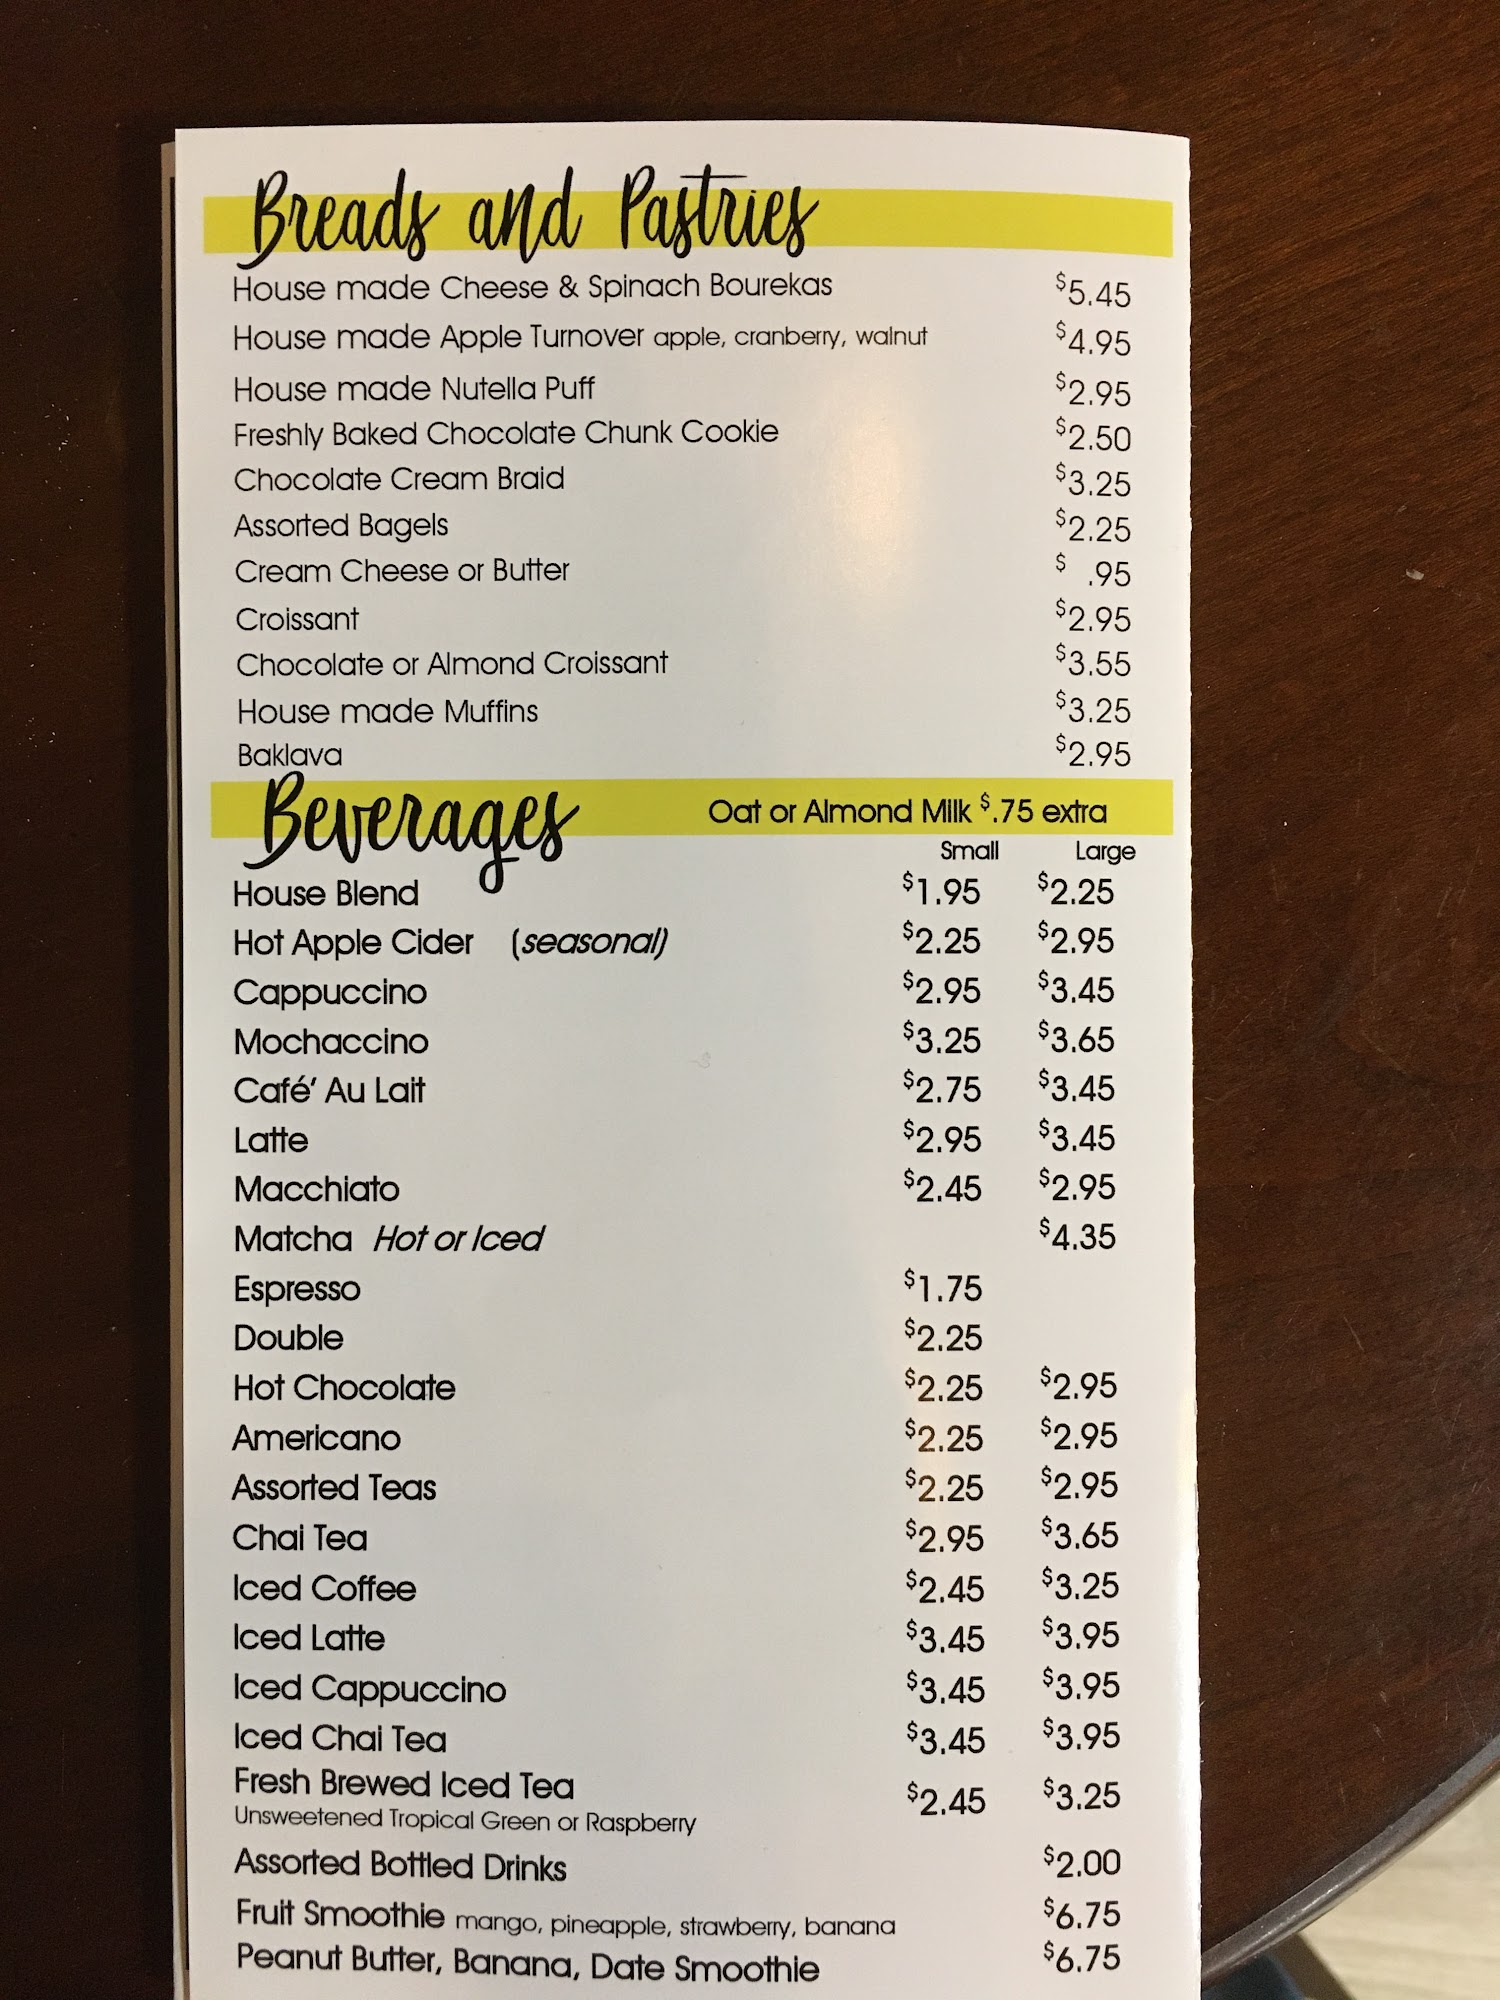 Breads and Pastries
House made Cheese & Spinach Bourekas $5.45
House made Apple Turnover apple, cranberry, walnut $4.95
House made Nutella Puff $2.95
Freshly Baked Chocolate Chunk Cookie $2.50
Chocolate Cream Braid $3.25
Assorted Bagels $2.25
Cream Cheese or Butter $ .95
Croissant $2.95
Chocolate or Almond Croissant $3.55
House made Muffins $3.25
Baklava $2.95
Beverages Oat or Almond Milk $.75 extra
Small Large
House Blend $1.95 $2.25
Hot Apple Cider (seasonal) $2.25 $2.95
Cappuccino $2.95 $3.45
Mochaccino $3.25 $3.65
Café' Au Lait $2.75 $3.45
Latte $2.95 $3.45
Macchiato $2.45 $2.95
Matcha Hot or Iced $4.35
Espresso $1.75
Double $2.25
Hot Chocolate $2.25 $2.95
Americano $2.25 $2.95
Assorted Teas $2.25 $2.95
Chai Tea $2.95 $3.65
Iced Coffee $2.45 $3.25
Iced Latte $3.45 $3.95
Iced Cappuccino $3.45 $3.95
Iced Chai Tea $3.45 $3.95
Fresh Brewed Iced Tea $2.45 $3.25
Unsweetened Tropical Green or Raspberry
Assorted Bottled Drinks $2.00
Fruit Smoothie mango, pineapple, strawberry, banana $6.75
Peanut Butter, Banana, Date Smoothie $6.75